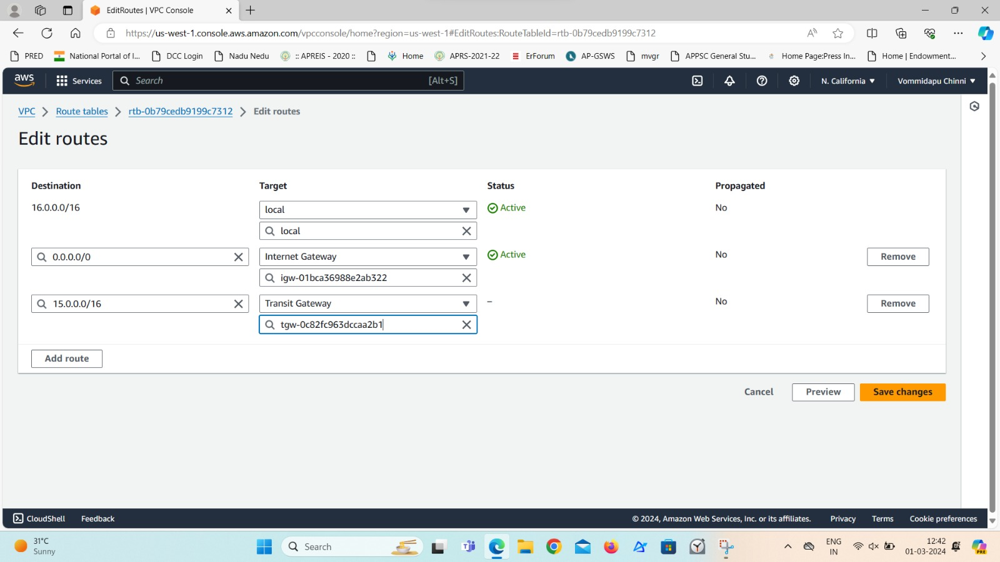 EditRoutes | VPC Console
https://us-west-1.console.aws.amazon.com/vpcconsole/home?region=us-west-1#EditRoutes:RouteTableId=rtb-0b79cedb9199c7312
PRED National Portal of I... DCC Login Nadu Nedu :: APREIS - 2020 :: Home APRS-2021-22 ErForum AP-GSWS mvgr APPSC General Stu... Home Page:Press In... Home | Endowment...
aws Services Search [Alt+S] N. California Vommidapu Chinni
VPC Route tables rtb-0b79cedb9199c7312 Edit routes
Edit routes
Destination Target Status Propagated
16.0.0.0/16 local Active No
local
0.0.0.0/0 Internet Gateway Active No Remove
igw-01bca36988e2ab322
15.0.0.0/16 Transit Gateway – No Remove
tgw-0c82fc963dccaa2b1
Add route
Cancel Preview Save changes
CloudShell Feedback © 2024, Amazon Web Services, Inc. or its affiliates. Privacy Terms Cookie preferences
31°C
Sunny
Search
ENG
IN
12:42
01-03-2024
PRE